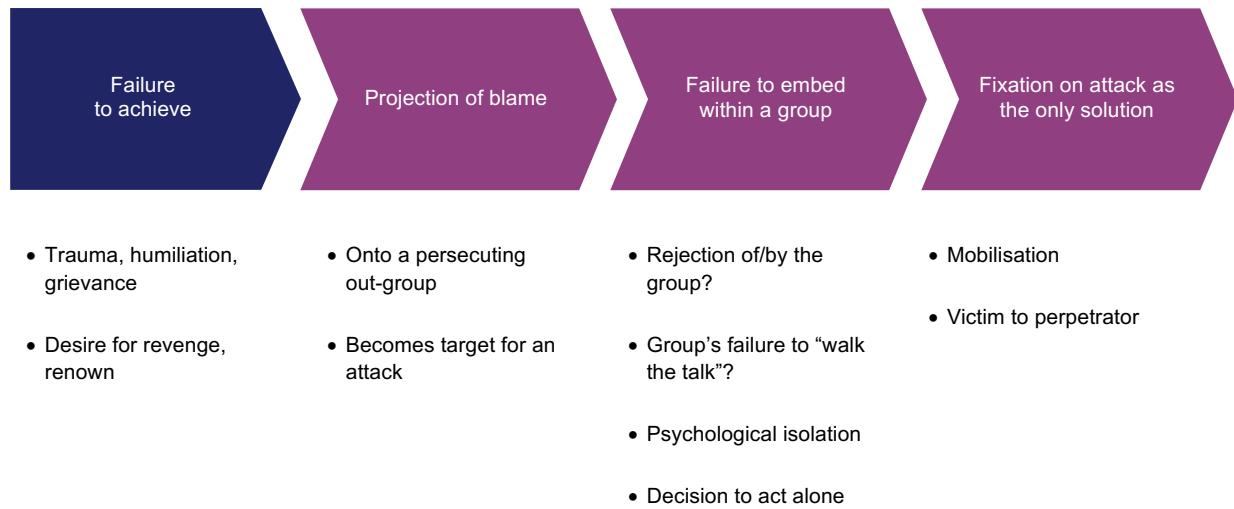 Failure
to achieve
Projection of blame
Failure to embed
within a group
Fixation on attack as
the only solution
• Trauma, humiliation,
grievance
• Desire for revenge,
renown
• Onto a persecuting
out-group
• Becomes target for an
attack
• Rejection of/by the
group?
• Group’s failure to “walk
the talk”?
• Psychological isolation
• Decision to act alone
• Mobilisation
• Victim to perpetrator